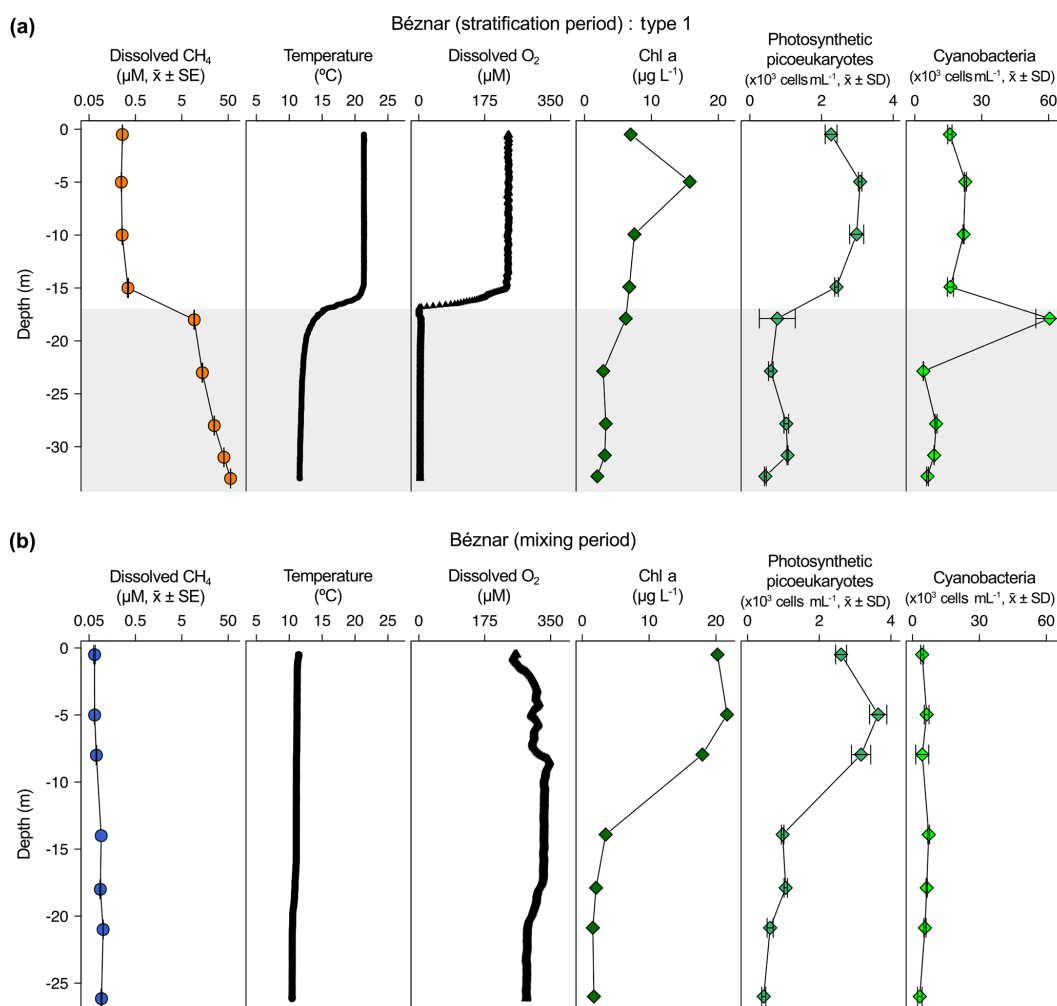 (a)
Béznar (stratification period) : type 1
Dissolved CH₄
(µM, x̄ ± SE)
0.05 0.5 5 50
Temperature
(ºC)
5 10 15 20 25
Dissolved O₂
(µM)
0 175 350
Chl a
(µg L⁻¹)
0 10 20
Photosynthetic
picoeukaryotes
(x10³ cells mL⁻¹, x̄ ± SD)
0 2 4
Cyanobacteria
(x10³ cells mL⁻¹, x̄ ± SD)
0 30 60
Depth (m)
0
-5
-10
-15
-20
-25
-30
(b)
Béznar (mixing period)
Dissolved CH₄
(µM, x̄ ± SE)
0.05 0.5 5 50
Temperature
(ºC)
5 10 15 20 25
Dissolved O₂
(µM)
0 175 350
Chl a
(µg L⁻¹)
0 10 20
Photosynthetic
picoeukaryotes
(x10³ cells mL⁻¹, x̄ ± SD)
0 2 4
Cyanobacteria
(x10³ cells mL⁻¹, x̄ ± SD)
0 30 60
Depth (m)
0
-5
-10
-15
-20
-25